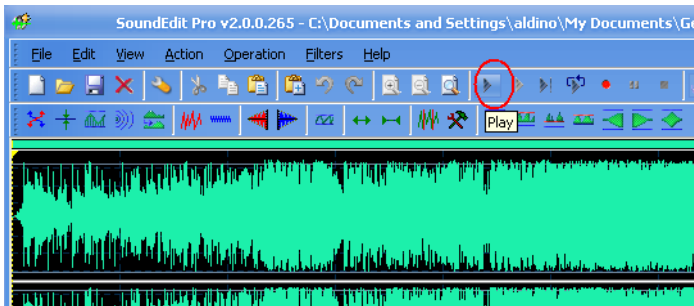 SoundEdit Pro v2.0.0.265 - C:\Documents and Settings\aldino\My Documents\G
File Edit View Action Operation Filters Help
Play